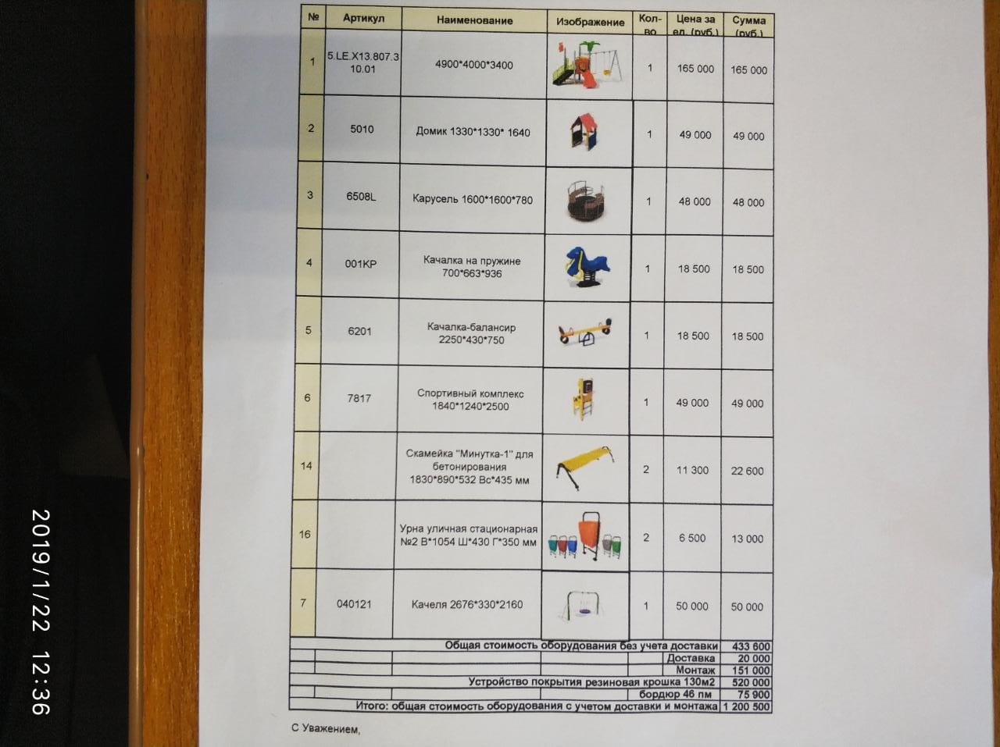 № Артикул Наименование Изображение Кол-во Цена за ед. (руб.) Сумма (руб.)
1 5.LE.X13.807.310.01 4900*4000*3400 1 165 000 165 000
2 5010 Домик 1330*1330* 1640 1 49 000 49 000
3 6508L Карусель 1600*1600*780 1 48 000 48 000
4 001КР Качалка на пружине 700*663*936 1 18 500 18 500
5 6201 Качалка-балансир 2250*430*750 1 18 500 18 500
6 7817 Спортивный комплекс 1840*1240*2500 1 49 000 49 000
14 Скамейка "Минутка-1" для бетонирования 1830*890*532 Вс*435 мм 2 11 300 22 600
16 Урна уличная стационарная №2 В*1054 Ш*430 Г*350 мм 2 6 500 13 000
7 040121 Качеля 2676*330*2160 1 50 000 50 000
Общая стоимость оборудования без учета доставки 433 600
Доставка 20 000
Монтаж 151 000
Устройство покрытия резиновая крошка 130м2 520 000
бордюр 46 пм 75 900
Итого: общая стоимость оборудования с учетом доставки и монтажа 1 200 500
С Уважением,
2019/1/22 12:36